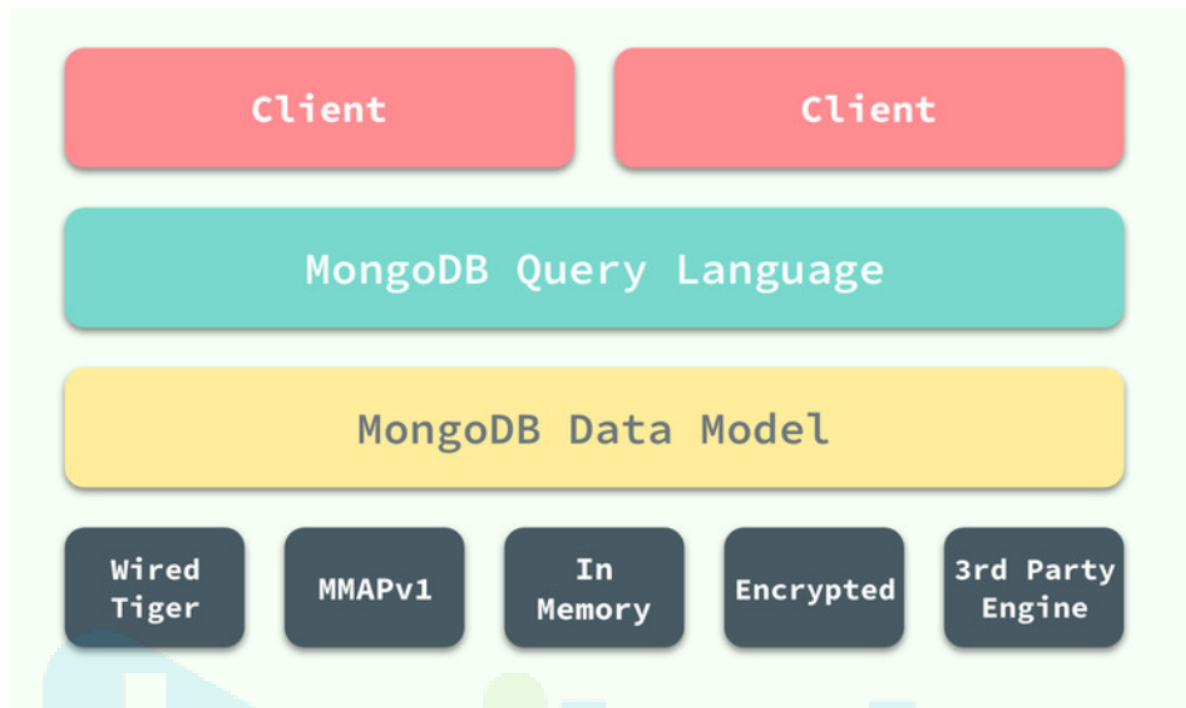 Client
Client
MongoDB Query Language
MongoDB Data Model
Wired
Tiger
MMAPv1
In
Memory
Encrypted
3rd Party
Engine